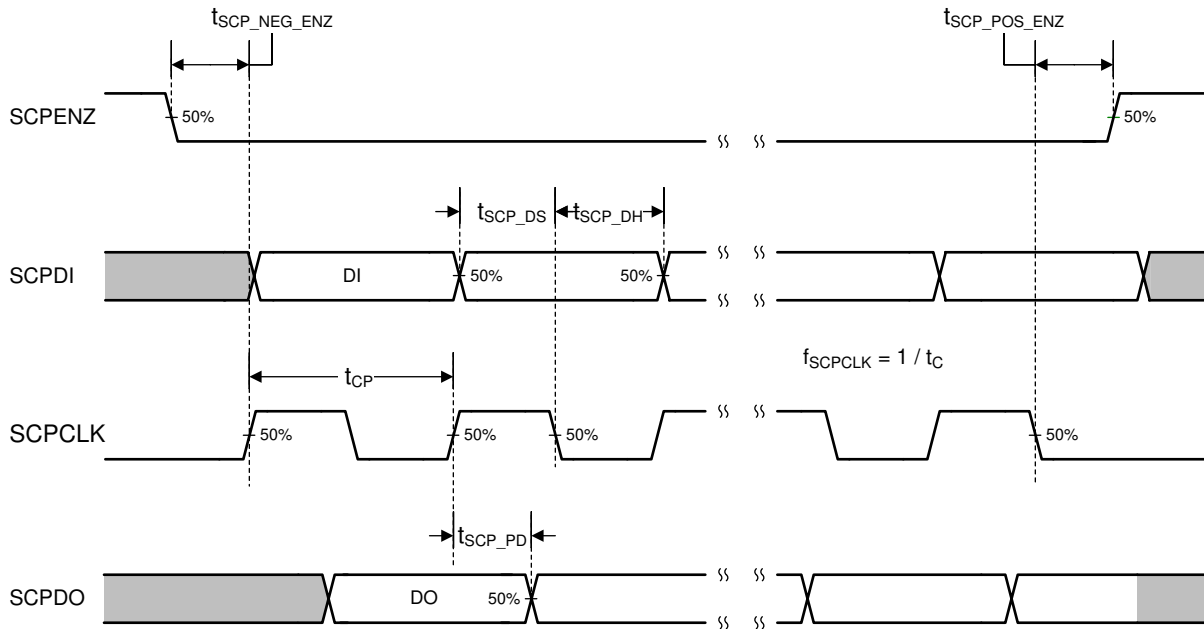 tSCP_NEG_ENZ
tSCP_POS_ENZ
SCPENZ
50%
50%
tSCP_DS
tSCP_DH
SCPDI
DI
50%
50%
fSCPCLK = 1 / tC
tCP
SCPCLK
50%
50%
50%
50%
tSCP_PD
SCPDO
DO
50%